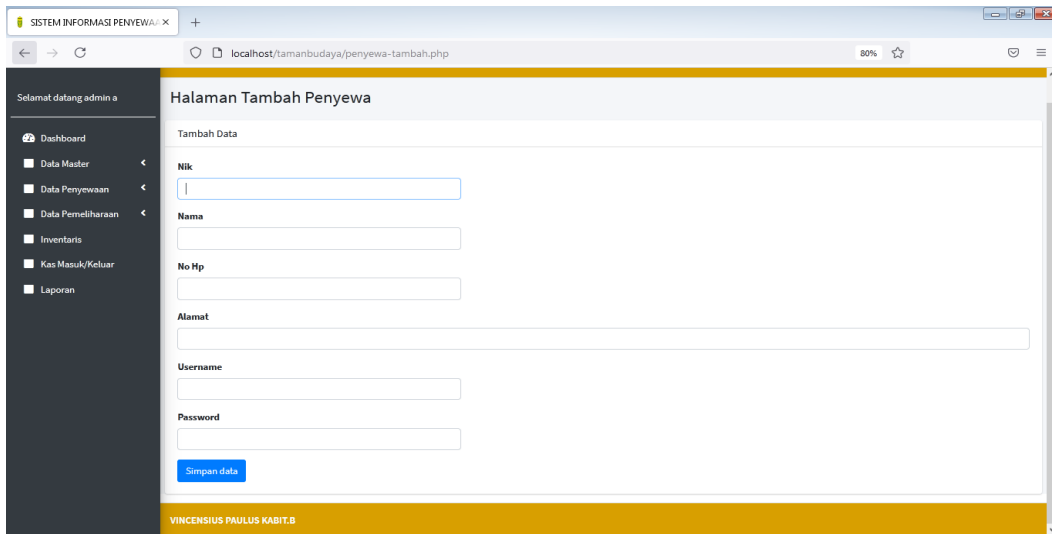 SISTEM INFORMASI PENYEWAA
localhost/tamanbudaya/penyewa-tambah.php
80%
Selamat datang admin a
Dashboard
Data Master
Data Penyewaan
Data Pemeliharaan
Inventaris
Kas Masuk/Keluar
Laporan
Halaman Tambah Penyewa
Tambah Data
Nik
Nama
No Hp
Alamat
Username
Password
Simpan data
VINCENSIUS PAULUS KABIT.B